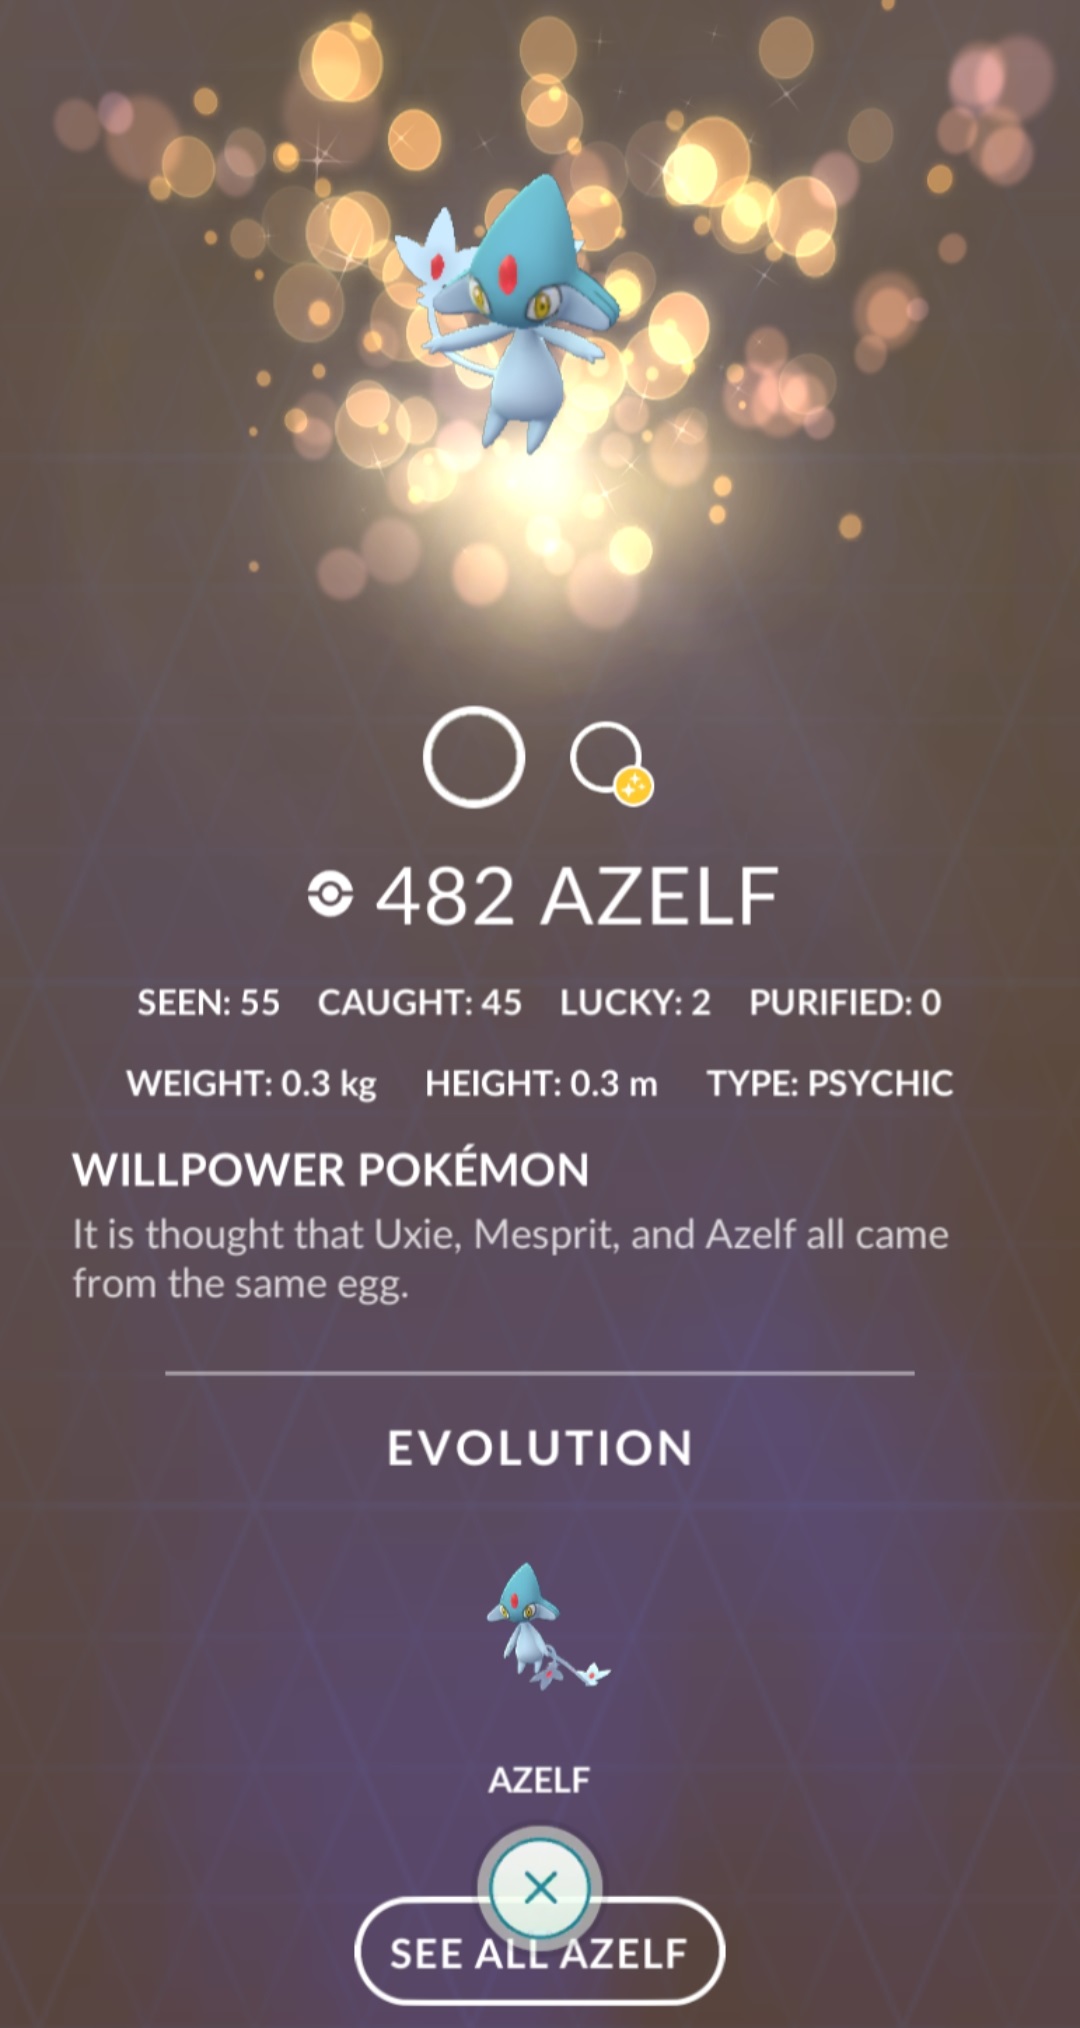 482 AZELF
SEEN: 55 CAUGHT: 45 LUCKY: 2 PURIFIED: 0
WEIGHT: 0.3 kg HEIGHT: 0.3 m TYPE: PSYCHIC
WILLPOWER POKÉMON
It is thought that Uxie, Mesprit, and Azelf all came
from the same egg.
EVOLUTION
AZELF
SEE ALL AZELF